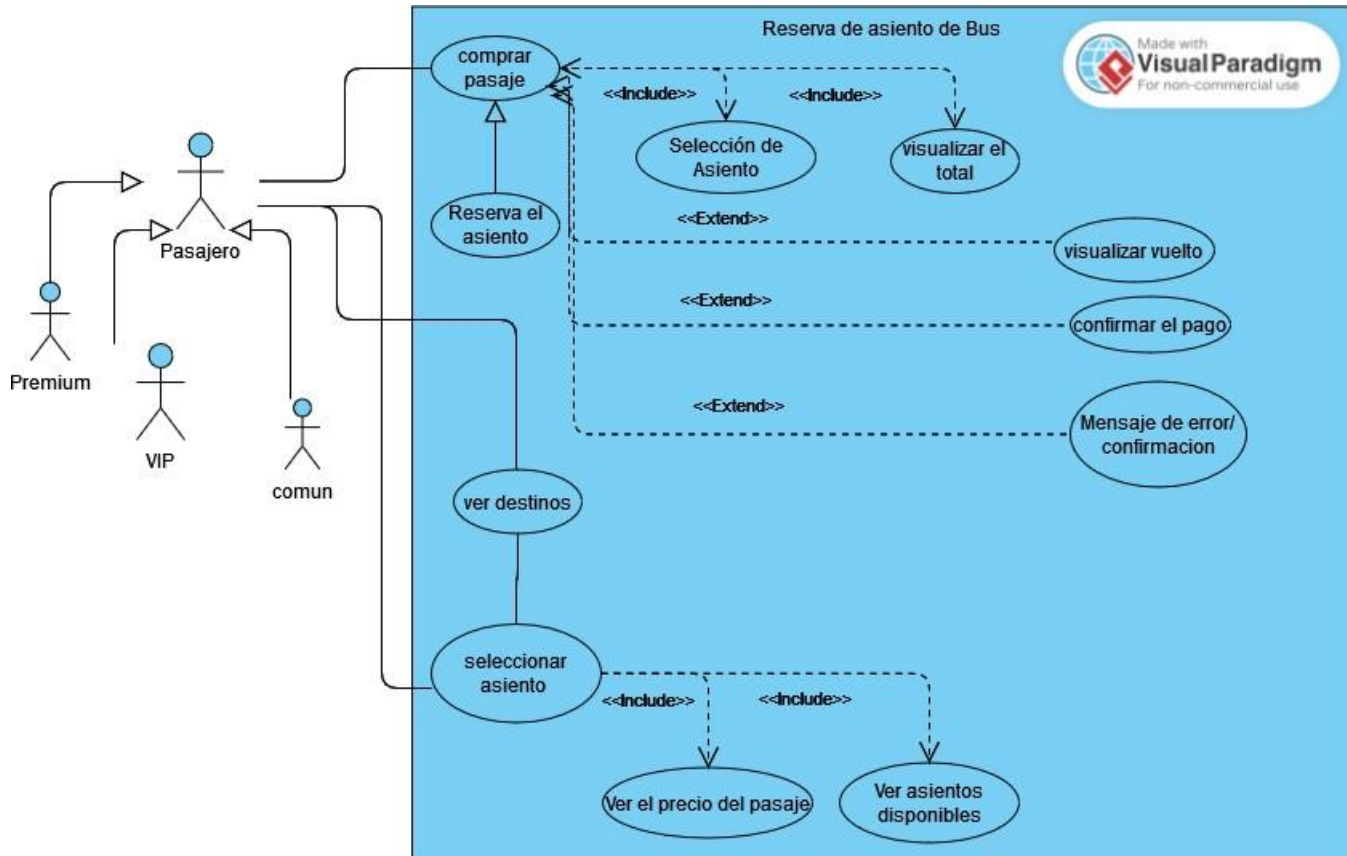 Reserva de asiento de Bus
Made with
Visual Paradigm
For non-commercial use
comprar
pasaje
<<Include>>
<<Include>>
Selección de
Asiento
visualizar el
total
Reserva el
asiento
<<Extend>>
visualizar vuelto
Pasajero
<<Extend>>
confirmar el pago
Premium
<<Extend>>
Mensaje de error/
confirmacion
VIP
comun
ver destinos
seleccionar
asiento
<<Include>>
<<Include>>
Ver el precio del pasaje
Ver asientos
disponibles